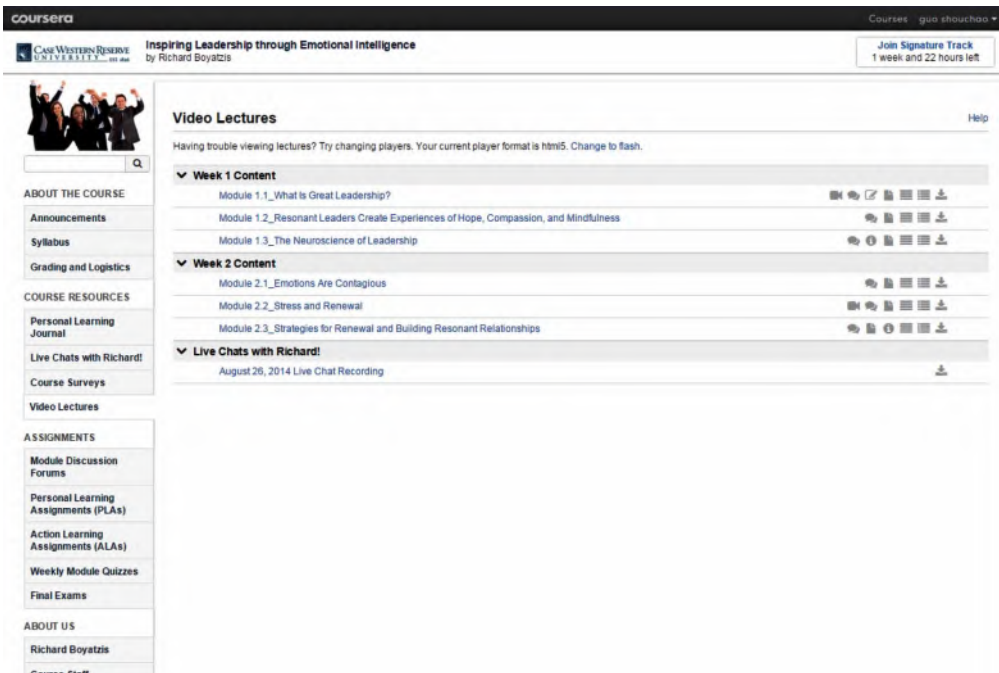 coursera
Courses guo shouchao
CASE WESTERN RESERVE
UNIVERSITY EST. 1826
Inspiring Leadership through Emotional Intelligence
by Richard Boyatzis
Join Signature Track
1 week and 22 hours left
Video Lectures
Help
Having trouble viewing lectures? Try changing players. Your current player format is html5. Change to flash.
Week 1 Content
Module 1.1_What Is Great Leadership?
Module 1.2_Resonant Leaders Create Experiences of Hope, Compassion, and Mindfulness
Module 1.3_The Neuroscience of Leadership
Week 2 Content
Module 2.1_Emotions Are Contagious
Module 2.2_Stress and Renewal
Module 2.3_Strategies for Renewal and Building Resonant Relationships
Live Chats with Richard!
August 26, 2014 Live Chat Recording
ABOUT THE COURSE
Announcements
Syllabus
Grading and Logistics
COURSE RESOURCES
Personal Learning
Journal
Live Chats with Richard!
Course Surveys
Video Lectures
ASSIGNMENTS
Module Discussion
Forums
Personal Learning
Assignments (PLAs)
Action Learning
Assignments (ALAs)
Weekly Module Quizzes
Final Exams
ABOUT US
Richard Boyatzis
Course Staff